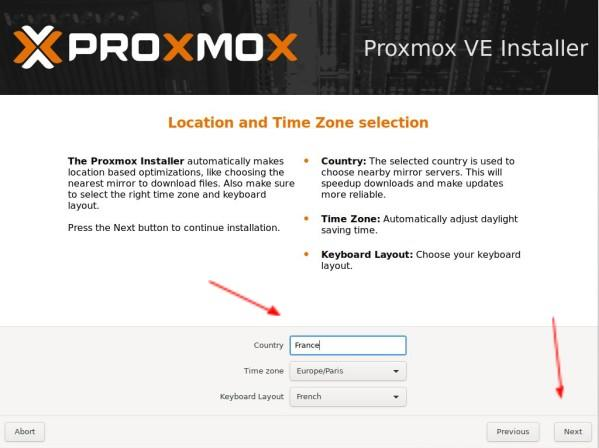 PROXMOX
Proxmox VE Installer
Location and Time Zone selection
The Proxmox Installer automatically makes
location based optimizations, like choosing the
nearest mirror to download files. Also make sure
to select the right time zone and keyboard
layout.
Press the Next button to continue installation.
• Country: The selected country is used to
choose nearby mirror servers. This will
speedup downloads and make updates
more reliable.
• Time Zone: Automatically adjust daylight
saving time.
• Keyboard Layout: Choose your keyboard
layout.
Country France
Time zone Europe/Paris
Keyboard Layout French
Abort Previous Next